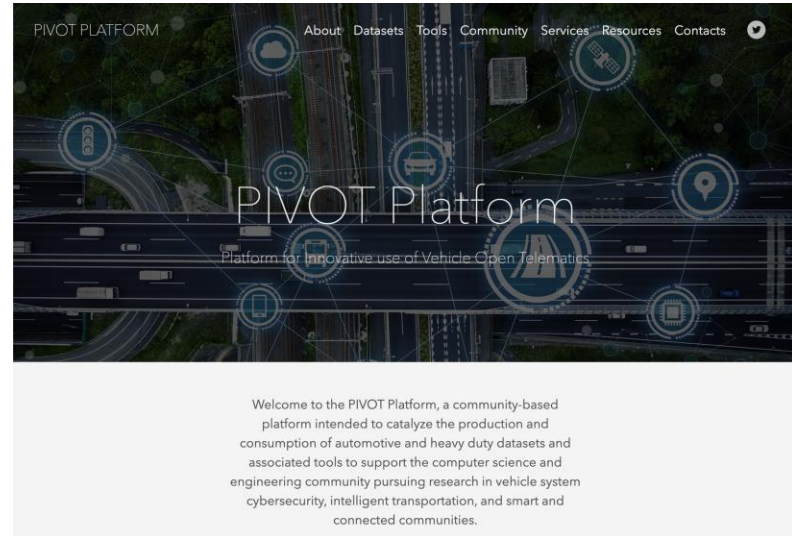 PIVOT PLATFORM
About Datasets Tools Community Services Resources Contacts
PIVOT Platform
Platform for Innovative use of Vehicle Open Telematics
Welcome to the PIVOT Platform, a community-based
platform intended to catalyze the production and
consumption of automotive and heavy duty datasets and
associated tools to support the computer science and
engineering community pursuing research in vehicle system
cybersecurity, intelligent transportation, and smart and
connected communities.